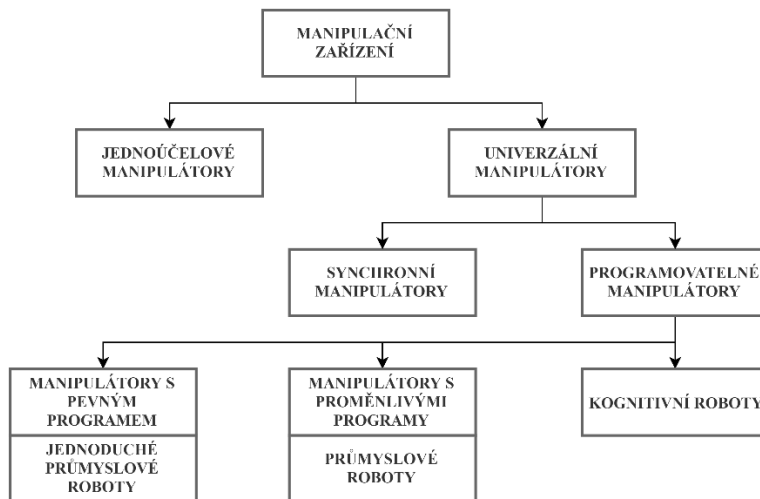 MANIPULAČNÍ
ZAŘÍZENÍ
JEDNOÚČELOVÉ
MANIPULÁTORY
UNIVERZÁLNÍ
MANIPULÁTORY
SYNCHRONNÍ
MANIPULÁTORY
PROGRAMOVATELNÉ
MANIPULÁTORY
MANIPULÁTORY S
PEVNÝM
PROGRAMEM
JEDNODUCHÉ
PRŮMYSLOVÉ
ROBOTY
MANIPULÁTORY S
PROMĚNLIVÝMI
PROGRAMY
PRŮMYSLOVÉ
ROBOTY
KOGNITIVNÍ ROBOTY